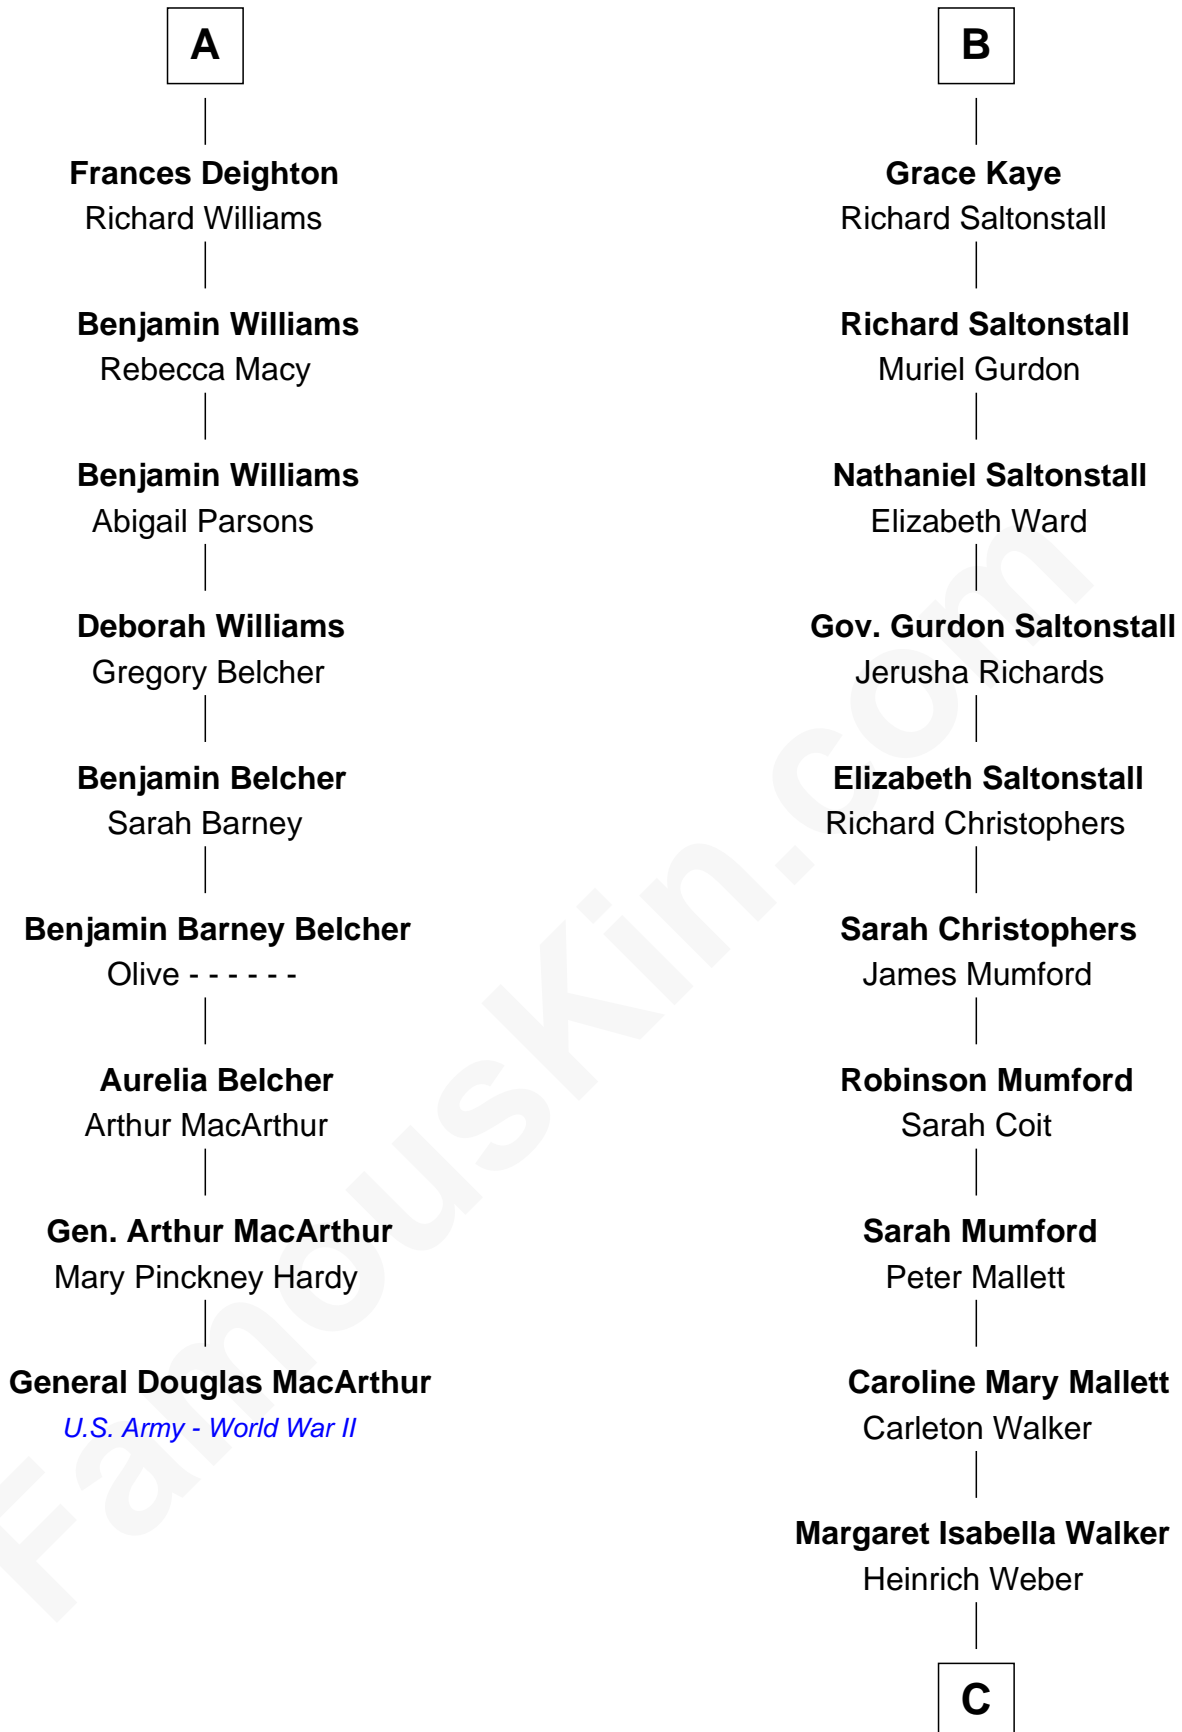 A
Frances Deighton
Richard Williams
Benjamin Williams
Rebecca Macy
Benjamin Williams
Abigail Parsons
Deborah Williams
Gregory Belcher
Benjamin Belcher
Sarah Barney
Benjamin Barney Belcher
Olive - - - - - -
Aurelia Belcher
Arthur MacArthur
Gen. Arthur MacArthur
Mary Pinckney Hardy
General Douglas MacArthur
U.S. Army - World War II
B
Grace Kaye
Richard Saltonstall
Richard Saltonstall
Muriel Gurdon
Nathaniel Saltonstall
Elizabeth Ward
Gov. Gurdon Saltonstall
Jerusha Richards
Elizabeth Saltonstall
Richard Christophers
Sarah Christophers
James Mumford
Robinson Mumford
Sarah Coit
Sarah Mumford
Peter Mallett
Caroline Mary Mallett
Carleton Walker
Margaret Isabella Walker
Heinrich Weber
C
FamousKin.com